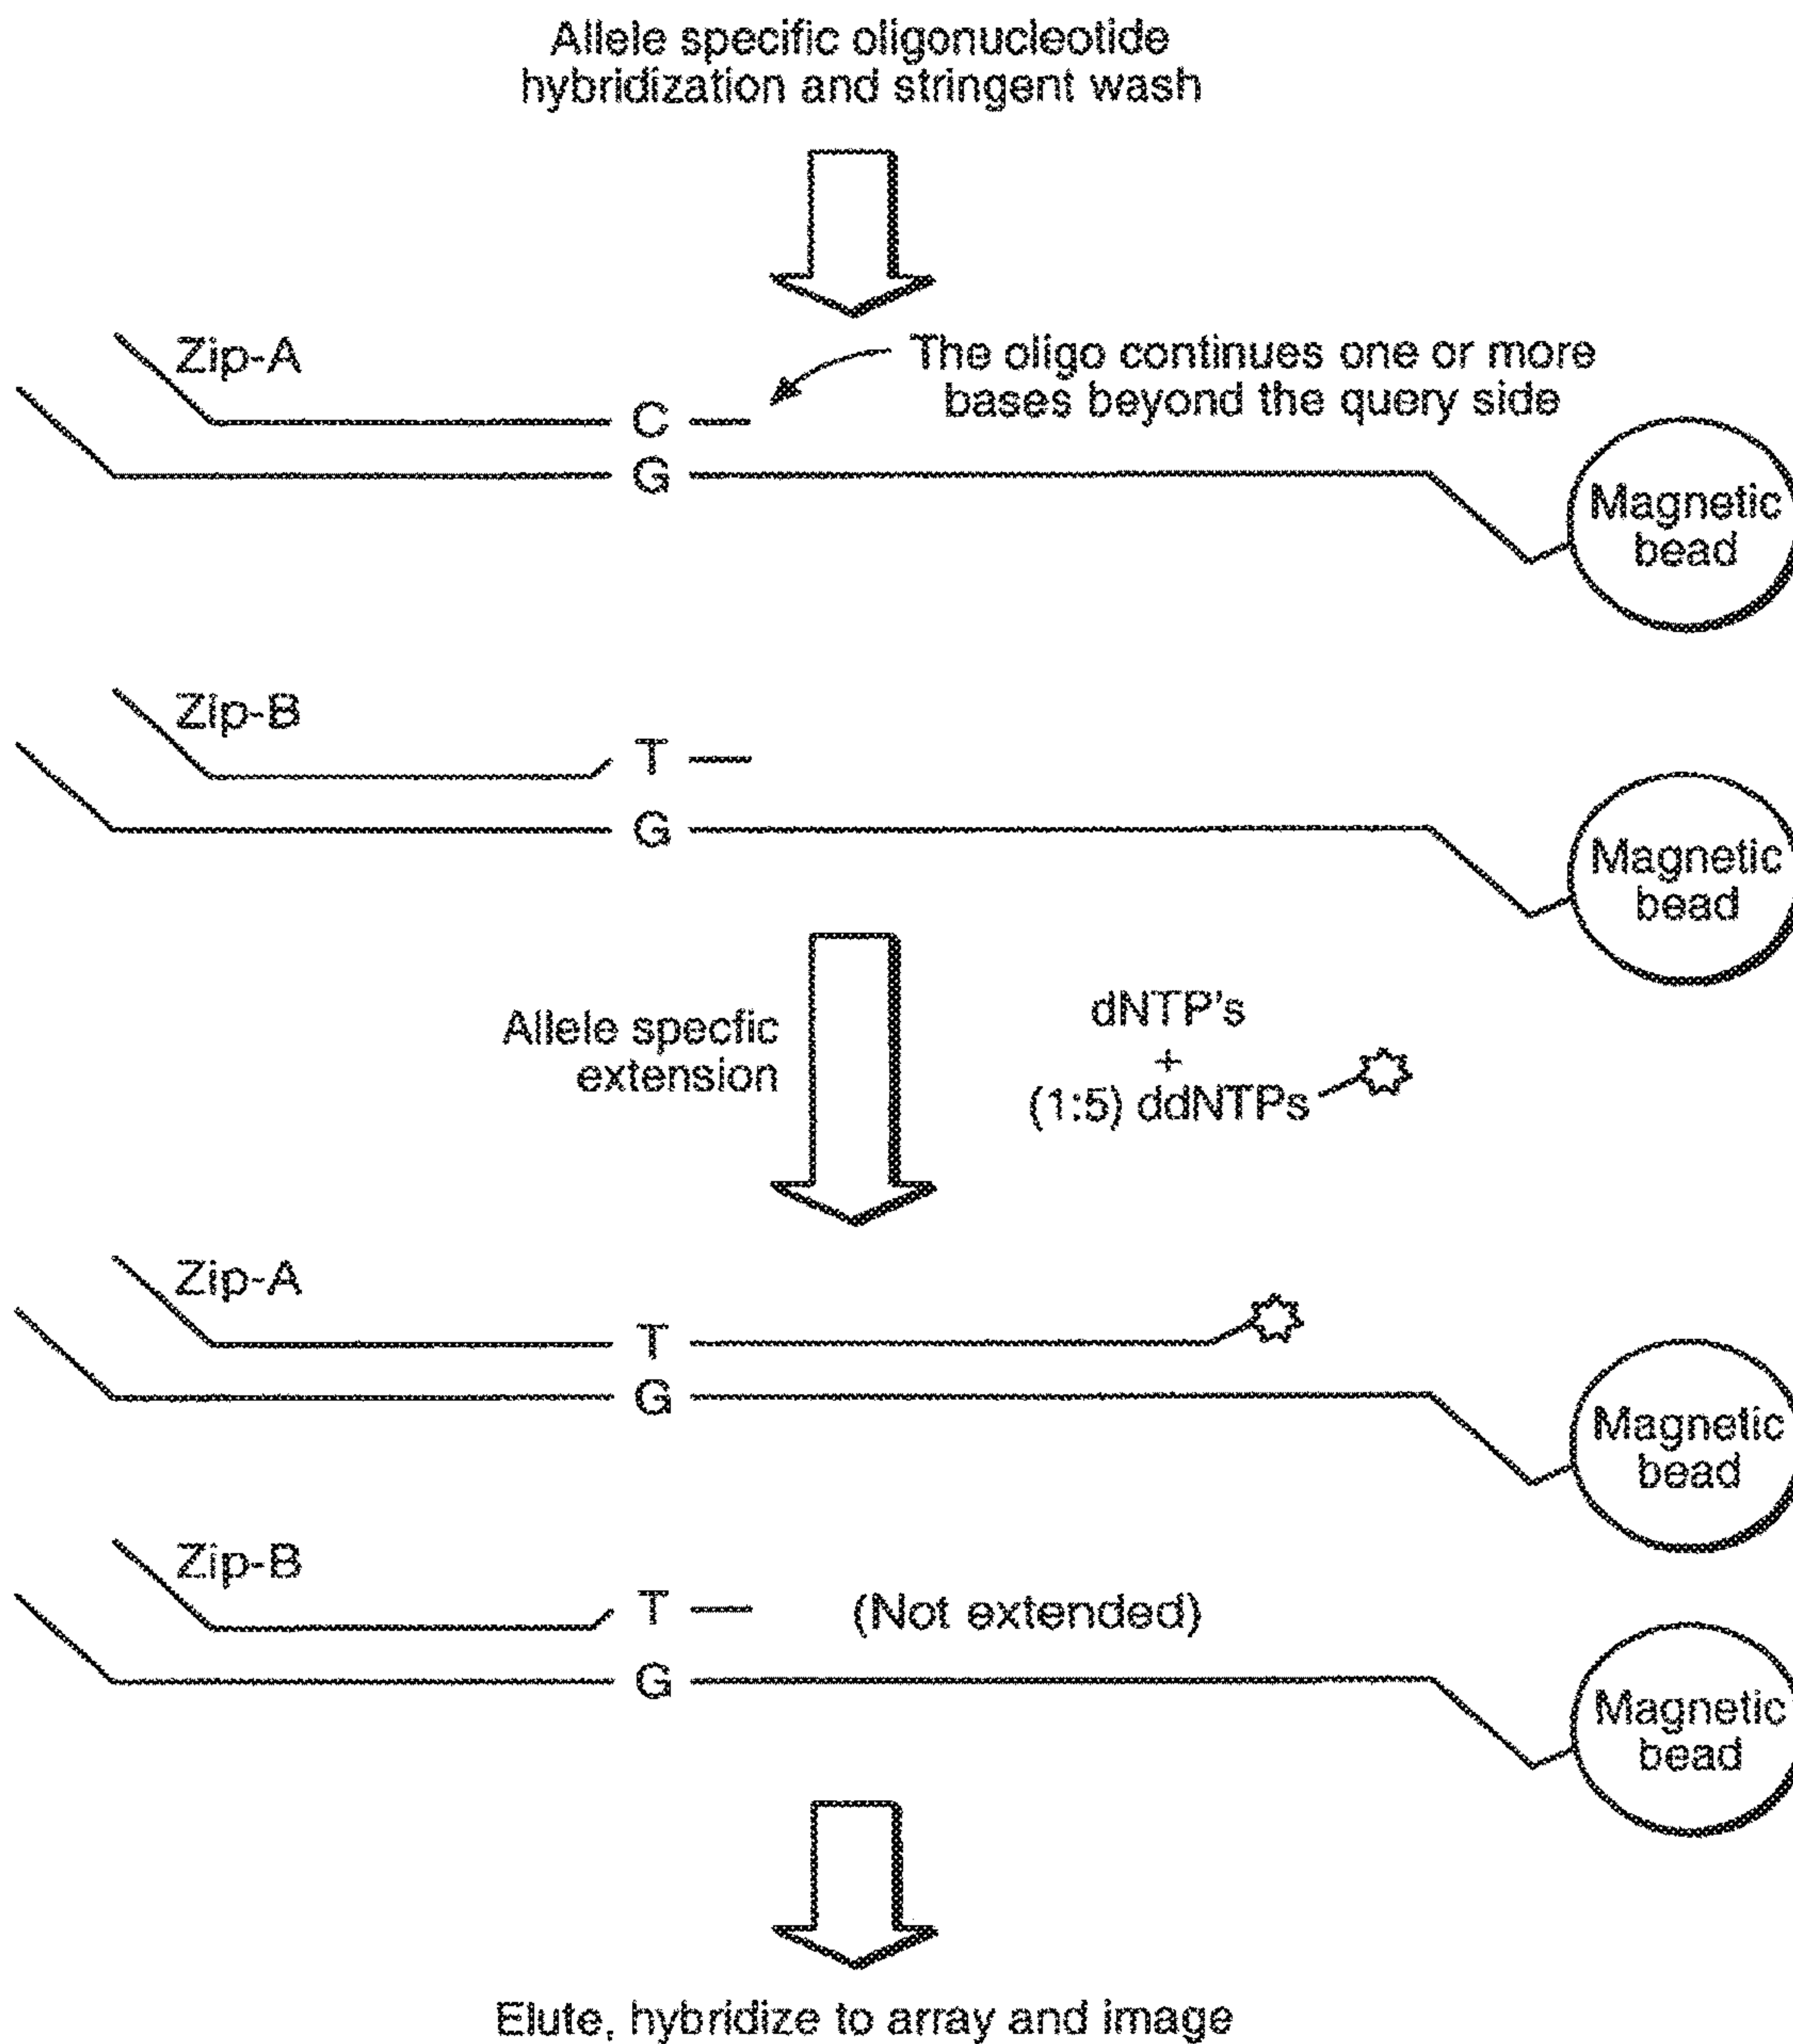 Allele specific oligonucleotide
hybridization and stringent wash
Zip-A
The oligo continues one or more
bases beyond the query side
C
G
Magnetic
bead
Zip-B
T
G
Magnetic
bead
Allele specfic
extension
dNTP's
+
(1:5) ddNTPs
Zip-A
T
G
Magnetic
bead
Zip-B
T
(Not extended)
G
Magnetic
bead
Elute, hybridize to array and image